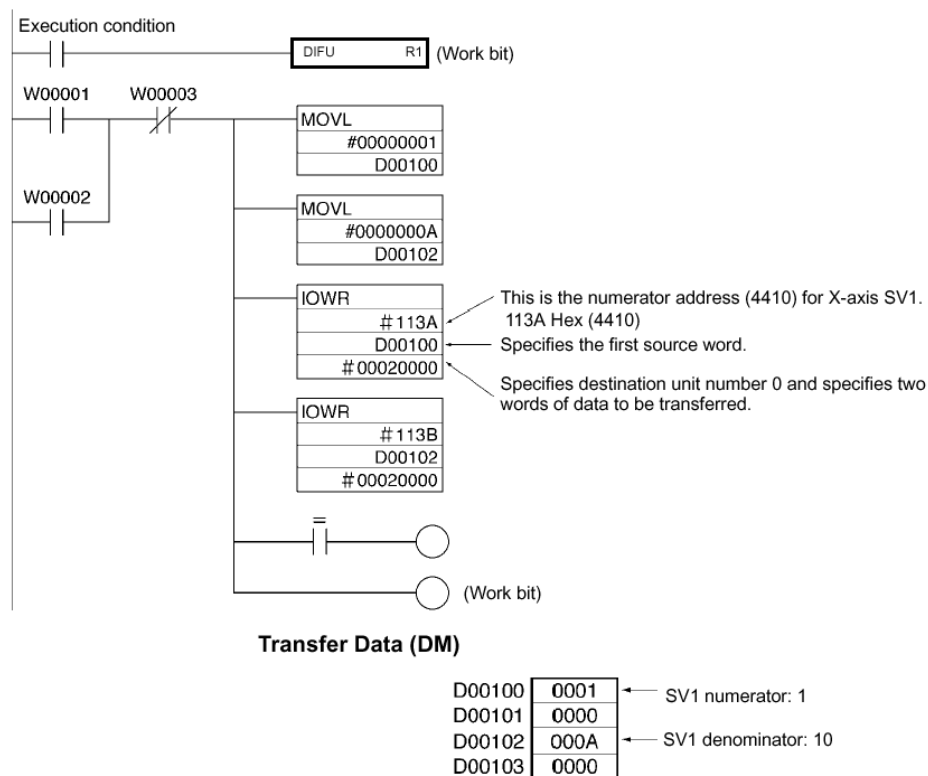 Execution condition
DIFU R1 (Work bit)
W00001 W00003
MOVL
#00000001
D00100
W00002
MOVL
#0000000A
D00102
IOWR
#113A
D00100
#00020000
This is the numerator address (4410) for X-axis SV1.
113A Hex (4410)
Specifies the first source word.
Specifies destination unit number 0 and specifies two
words of data to be transferred.
IOWR
#113B
D00102
#00020000
=
(Work bit)
Transfer Data (DM)
D00100 0001 SV1 numerator: 1
D00101 0000
D00102 000A SV1 denominator: 10
D00103 0000